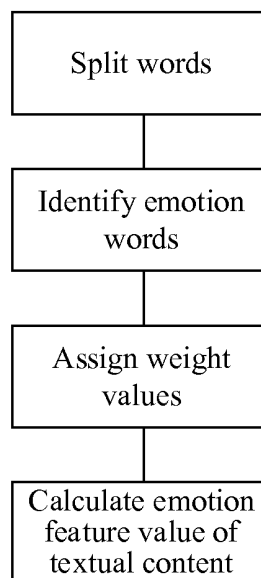 Split words
Identify emotion
words
Assign weight
values
Calculate emotion
feature value of
textual content